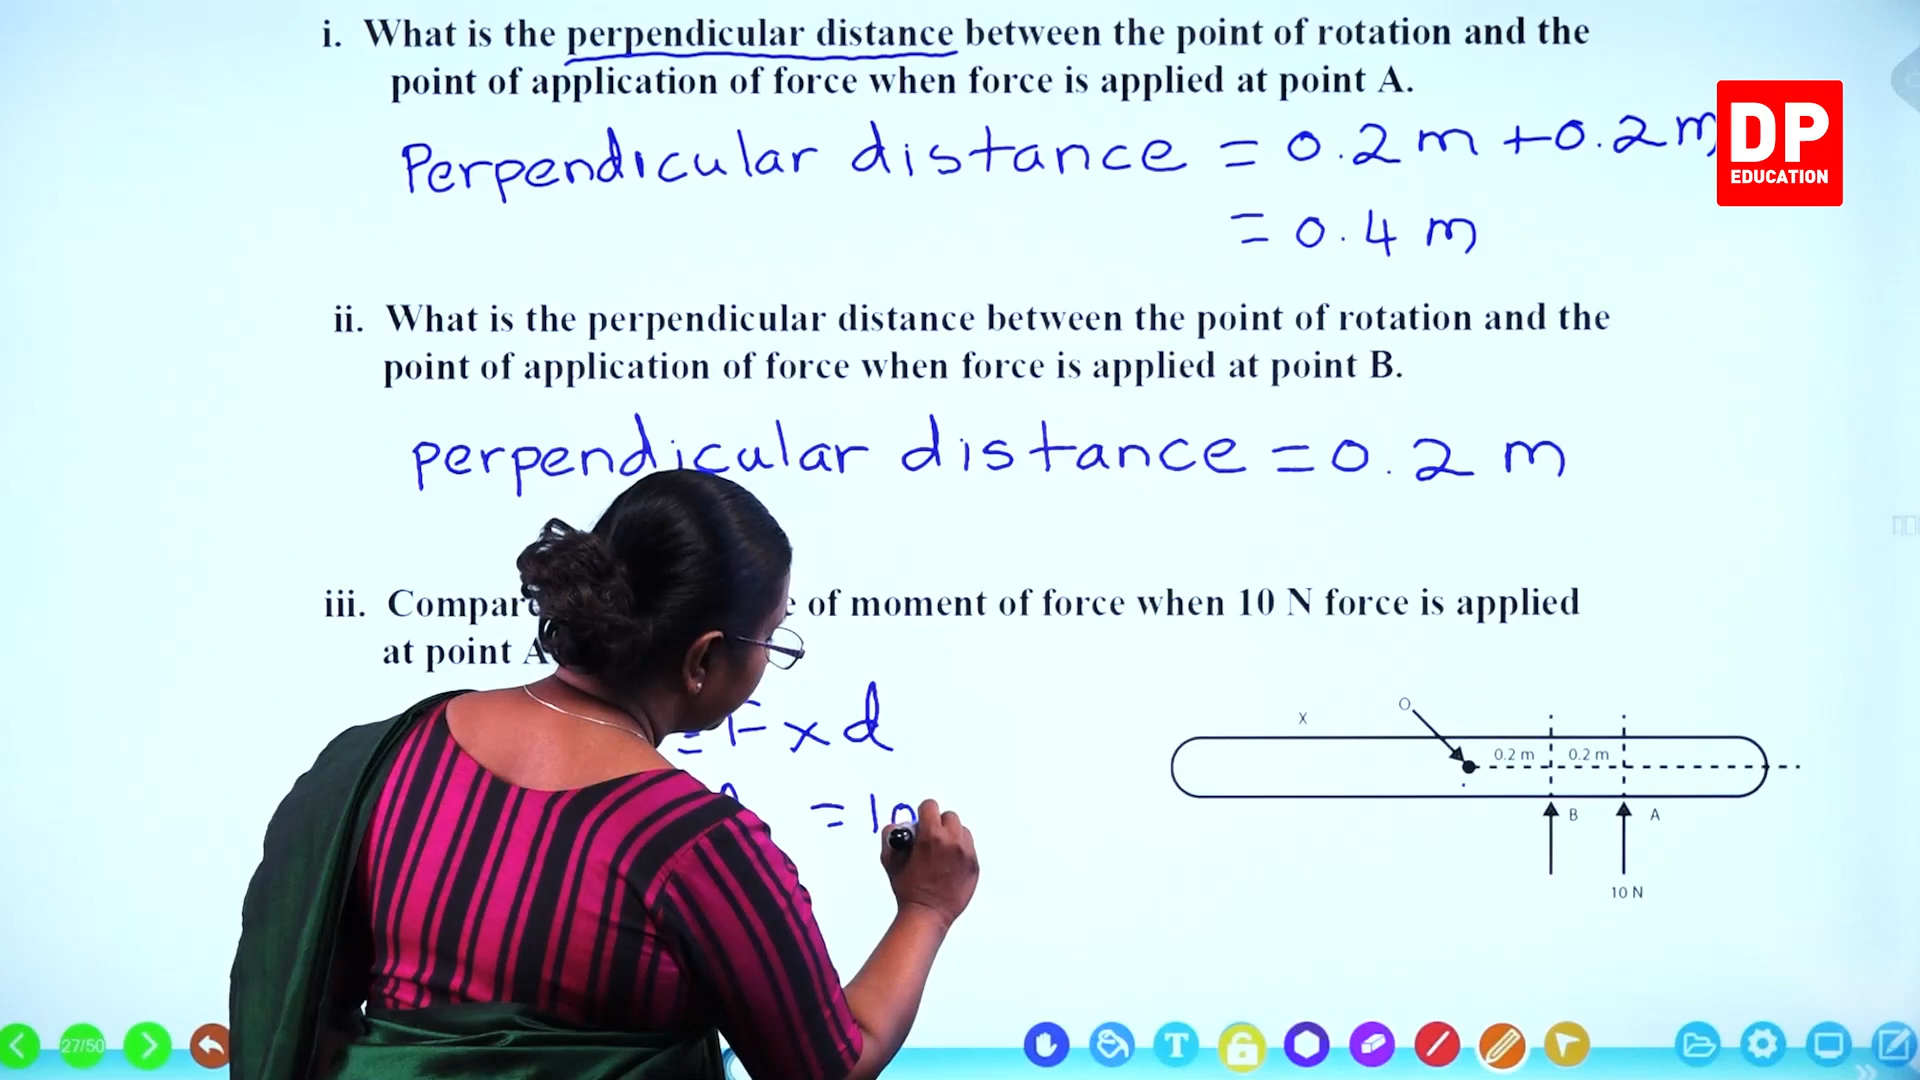 i. What is the perpendicular distance between the point of rotation and the
point of application of force when force is applied at point A.
Perpendicular distance = 0.2 m + 0.2 m
= 0.4 m
DP
EDUCATION
ii. What is the perpendicular distance between the point of rotation and the
point of application of force when force is applied at point B.
perpendicular distance = 0.2 m
iii. Compare of moment of force when 10 N force is applied
at point A
= F x d
= 10
X
O
0.2 m 0.2 m
B A
10 N
27/50
T